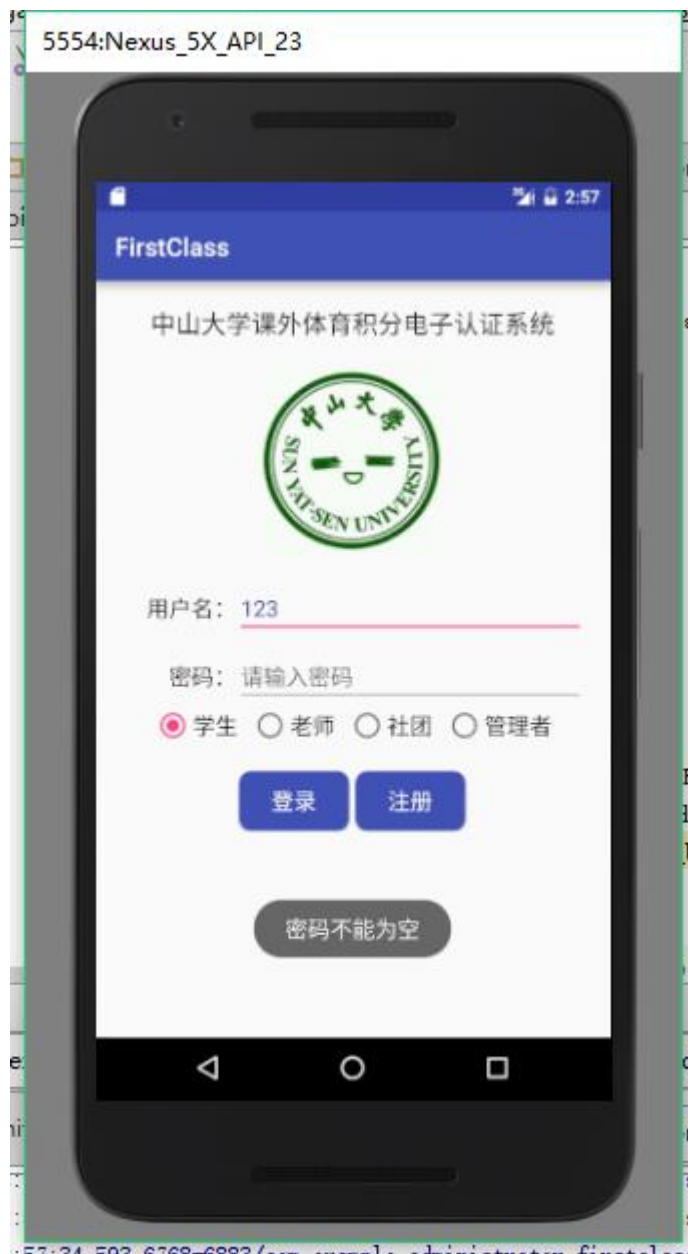 5554:Nexus_5X_API_23
2:57
FirstClass
中山大学课外体育积分电子认证系统
中山大学
SUN YAT-SEN UNIVERSITY
用户名： 123
密码： 请输入密码
学生 老师 社团 管理者
登录 注册
密码不能为空